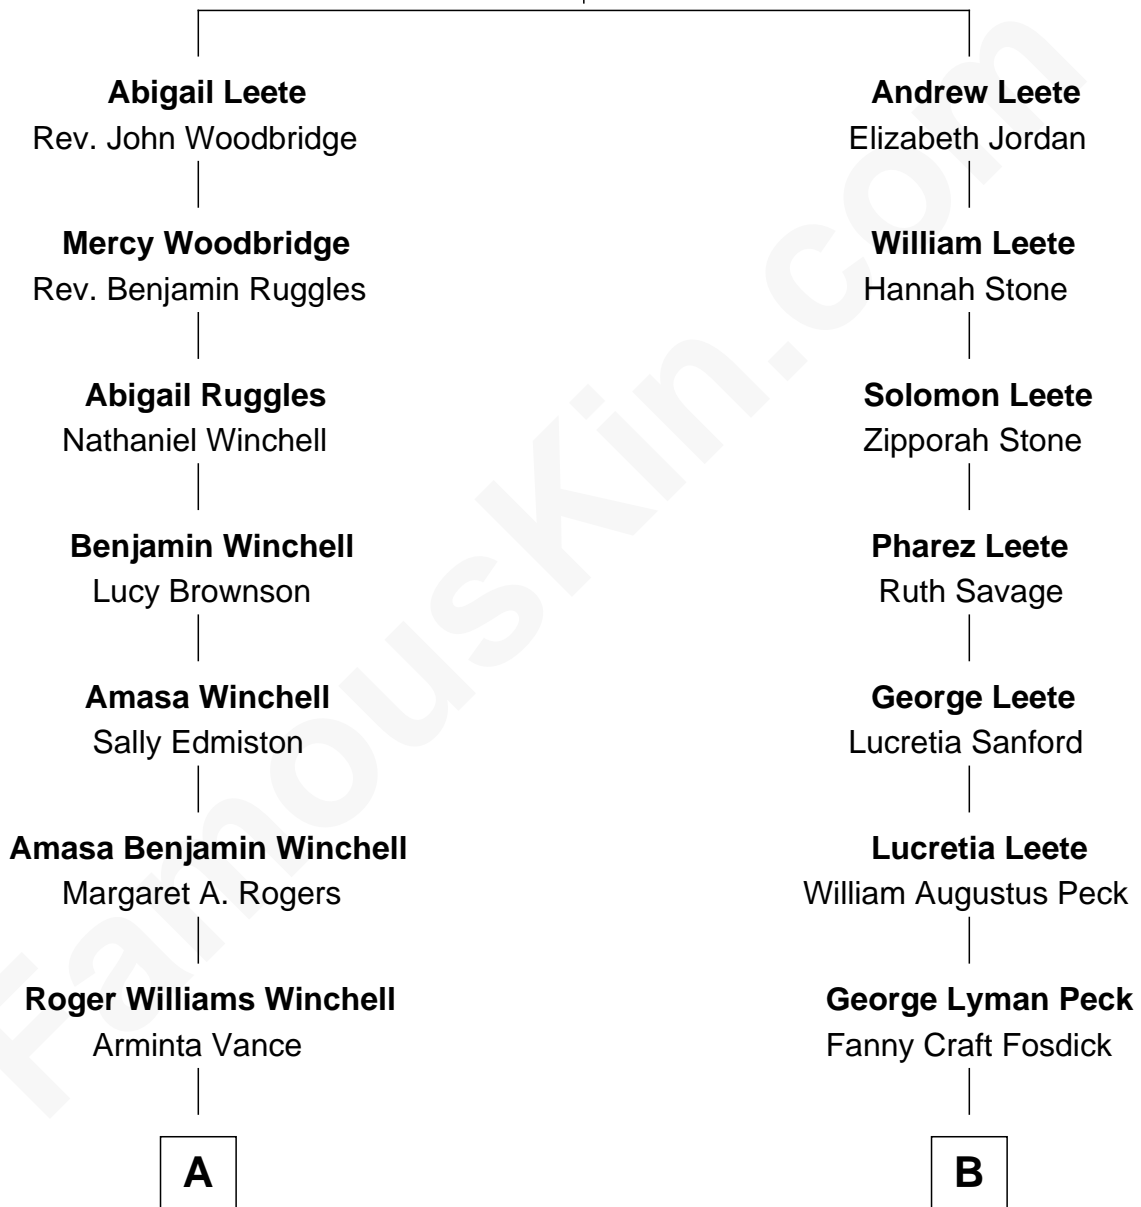 Abigail Leete
Rev. John Woodbridge
Andrew Leete
Elizabeth Jordan
Mercy Woodbridge
Rev. Benjamin Ruggles
William Leete
Hannah Stone
Abigail Ruggles
Nathaniel Winchell
Solomon Leete
Zipporah Stone
Benjamin Winchell
Lucy Brownson
Pharez Leete
Ruth Savage
Amasa Winchell
Sally Edmiston
George Leete
Lucretia Sanford
Amasa Benjamin Winchell
Margaret A. Rogers
Lucretia Leete
William Augustus Peck
Roger Williams Winchell
Arminta Vance
George Lyman Peck
Fanny Craft Fosdick
A
B
FamousKin.com